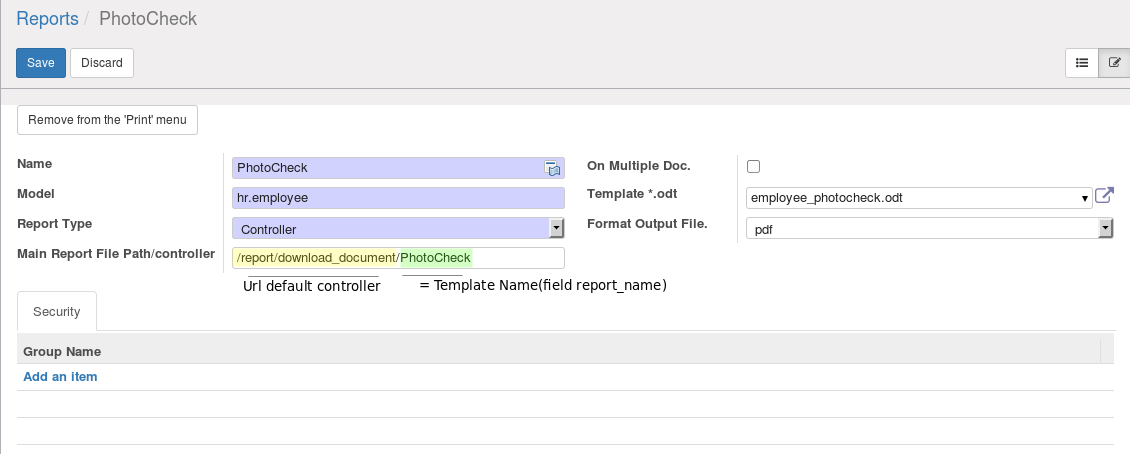 Reports / PhotoCheck
Save Discard
Remove from the 'Print' menu
Name PhotoCheck On Multiple Doc.
Model hr.employee Template *.odt employee_photocheck.odt
Report Type Controller Format Output File. pdf
Main Report File Path/controller /report/download_document/PhotoCheck
Url default controller = Template Name(field report_name)
Security
Group Name
Add an item